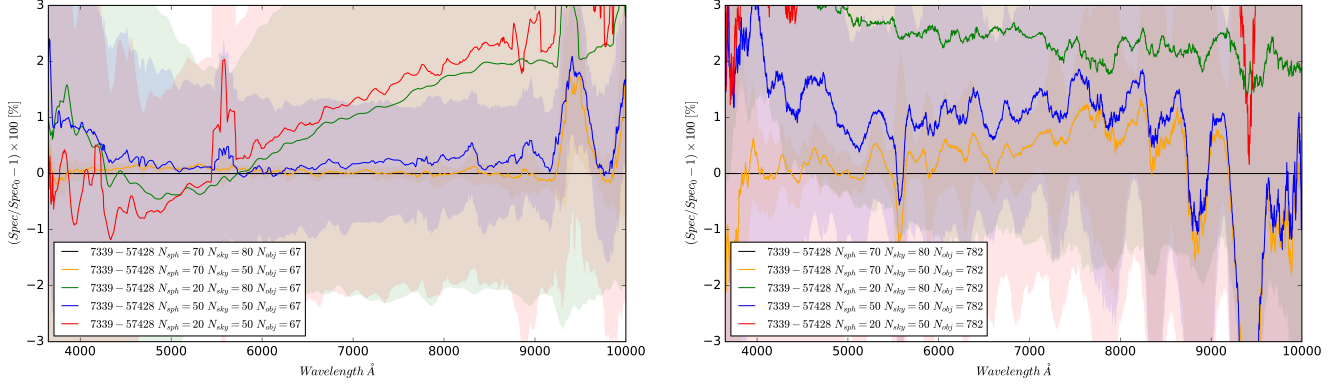 3
2
1
0
−1
−2
−3
(Spec/Spec₀ − 1) × 100 [%]
7339 − 57428 N_sph = 70 N_sky = 80 N_obj = 67
7339 − 57428 N_sph = 70 N_sky = 50 N_obj = 67
7339 − 57428 N_sph = 20 N_sky = 80 N_obj = 67
7339 − 57428 N_sph = 50 N_sky = 50 N_obj = 67
7339 − 57428 N_sph = 20 N_sky = 50 N_obj = 67
4000 5000 6000 7000 8000 9000 10000
Wavelength Å
3
2
1
0
−1
−2
−3
(Spec/Spec₀ − 1) × 100 [%]
7339 − 57428 N_sph = 70 N_sky = 80 N_obj = 782
7339 − 57428 N_sph = 70 N_sky = 50 N_obj = 782
7339 − 57428 N_sph = 20 N_sky = 80 N_obj = 782
7339 − 57428 N_sph = 50 N_sky = 50 N_obj = 782
7339 − 57428 N_sph = 20 N_sky = 50 N_obj = 782
4000 5000 6000 7000 8000 9000 10000
Wavelength Å